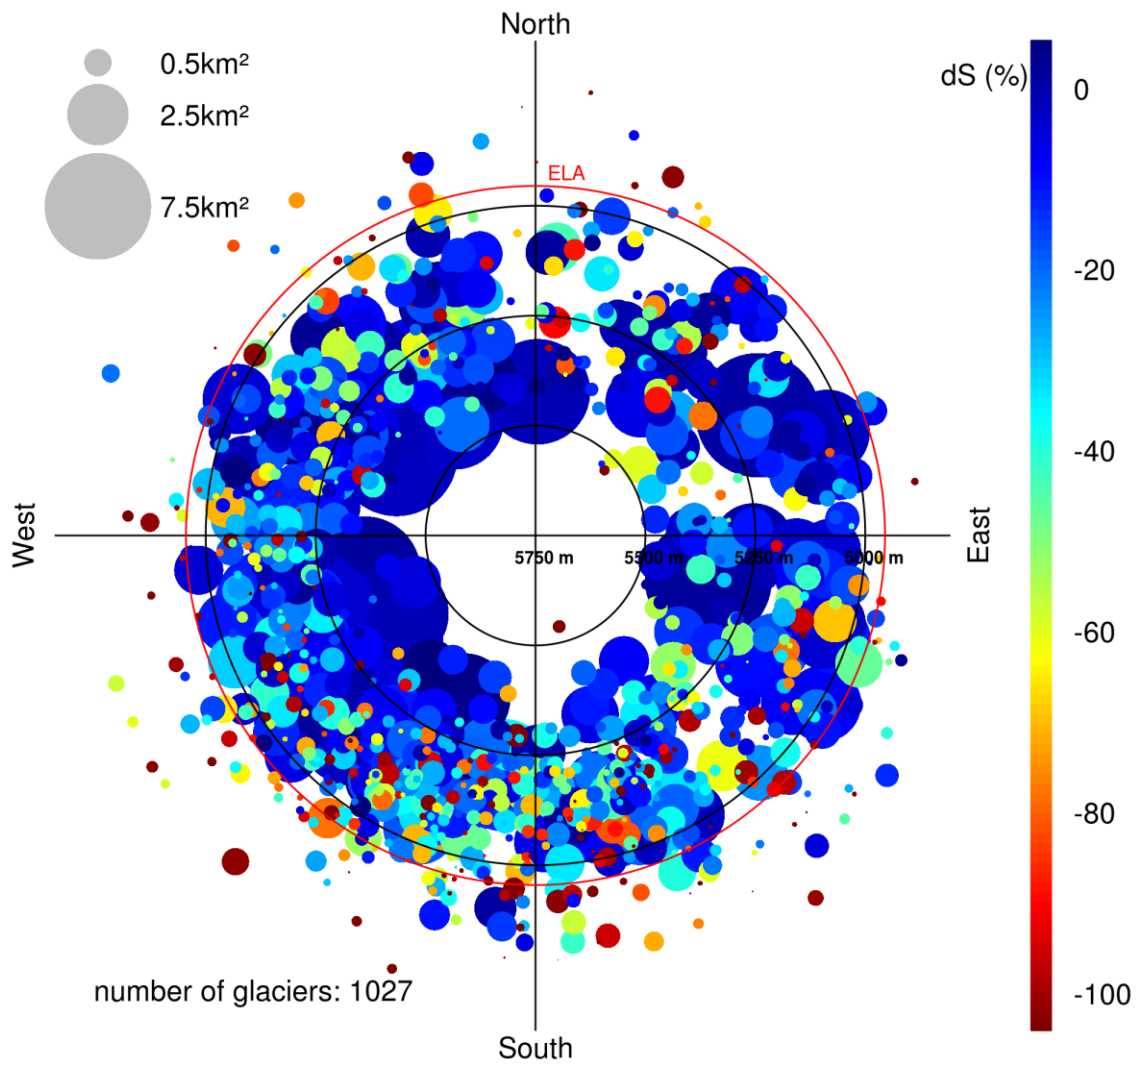 North
0.5km²
2.5km²
7.5km²
dS (%)
0
-20
-40
-60
-80
-100
ELA
West
East
5750 m
5500 m
5250 m
5000 m
number of glaciers: 1027
South